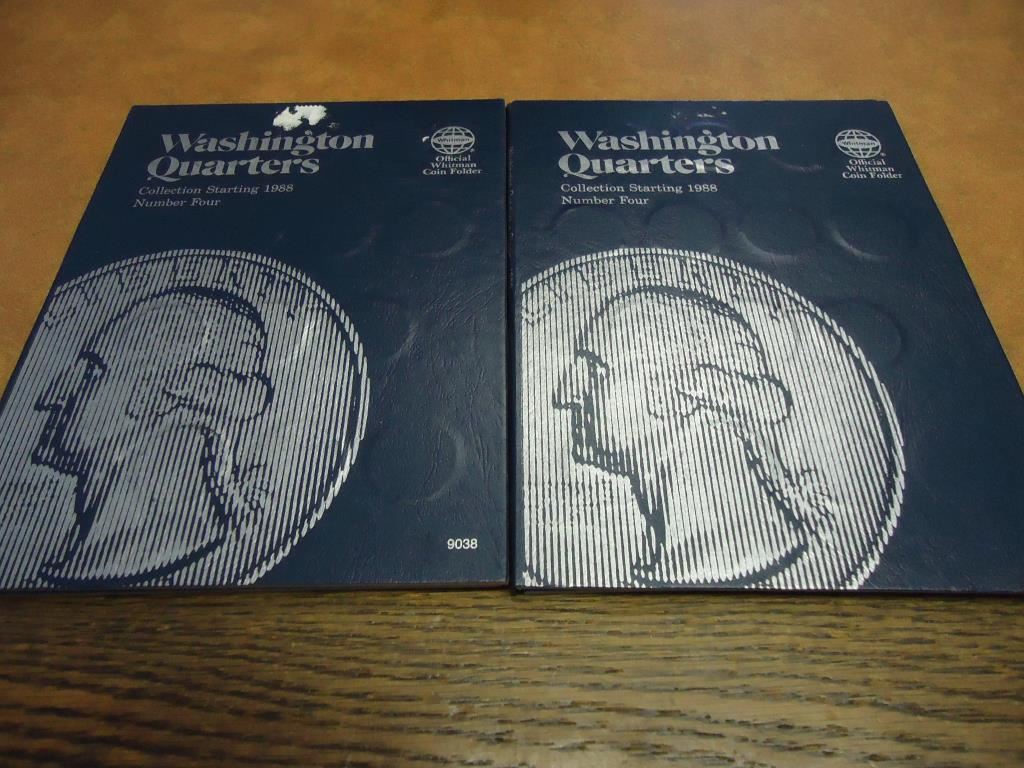 Washington
Quarters
Collection Starting 1988
Number Four
Whitman
Official
Whitman
Coin Folder
9038
Washington
Quarters
Collection Starting 1988
Number Four
Whitman
Official
Whitman
Coin Folder